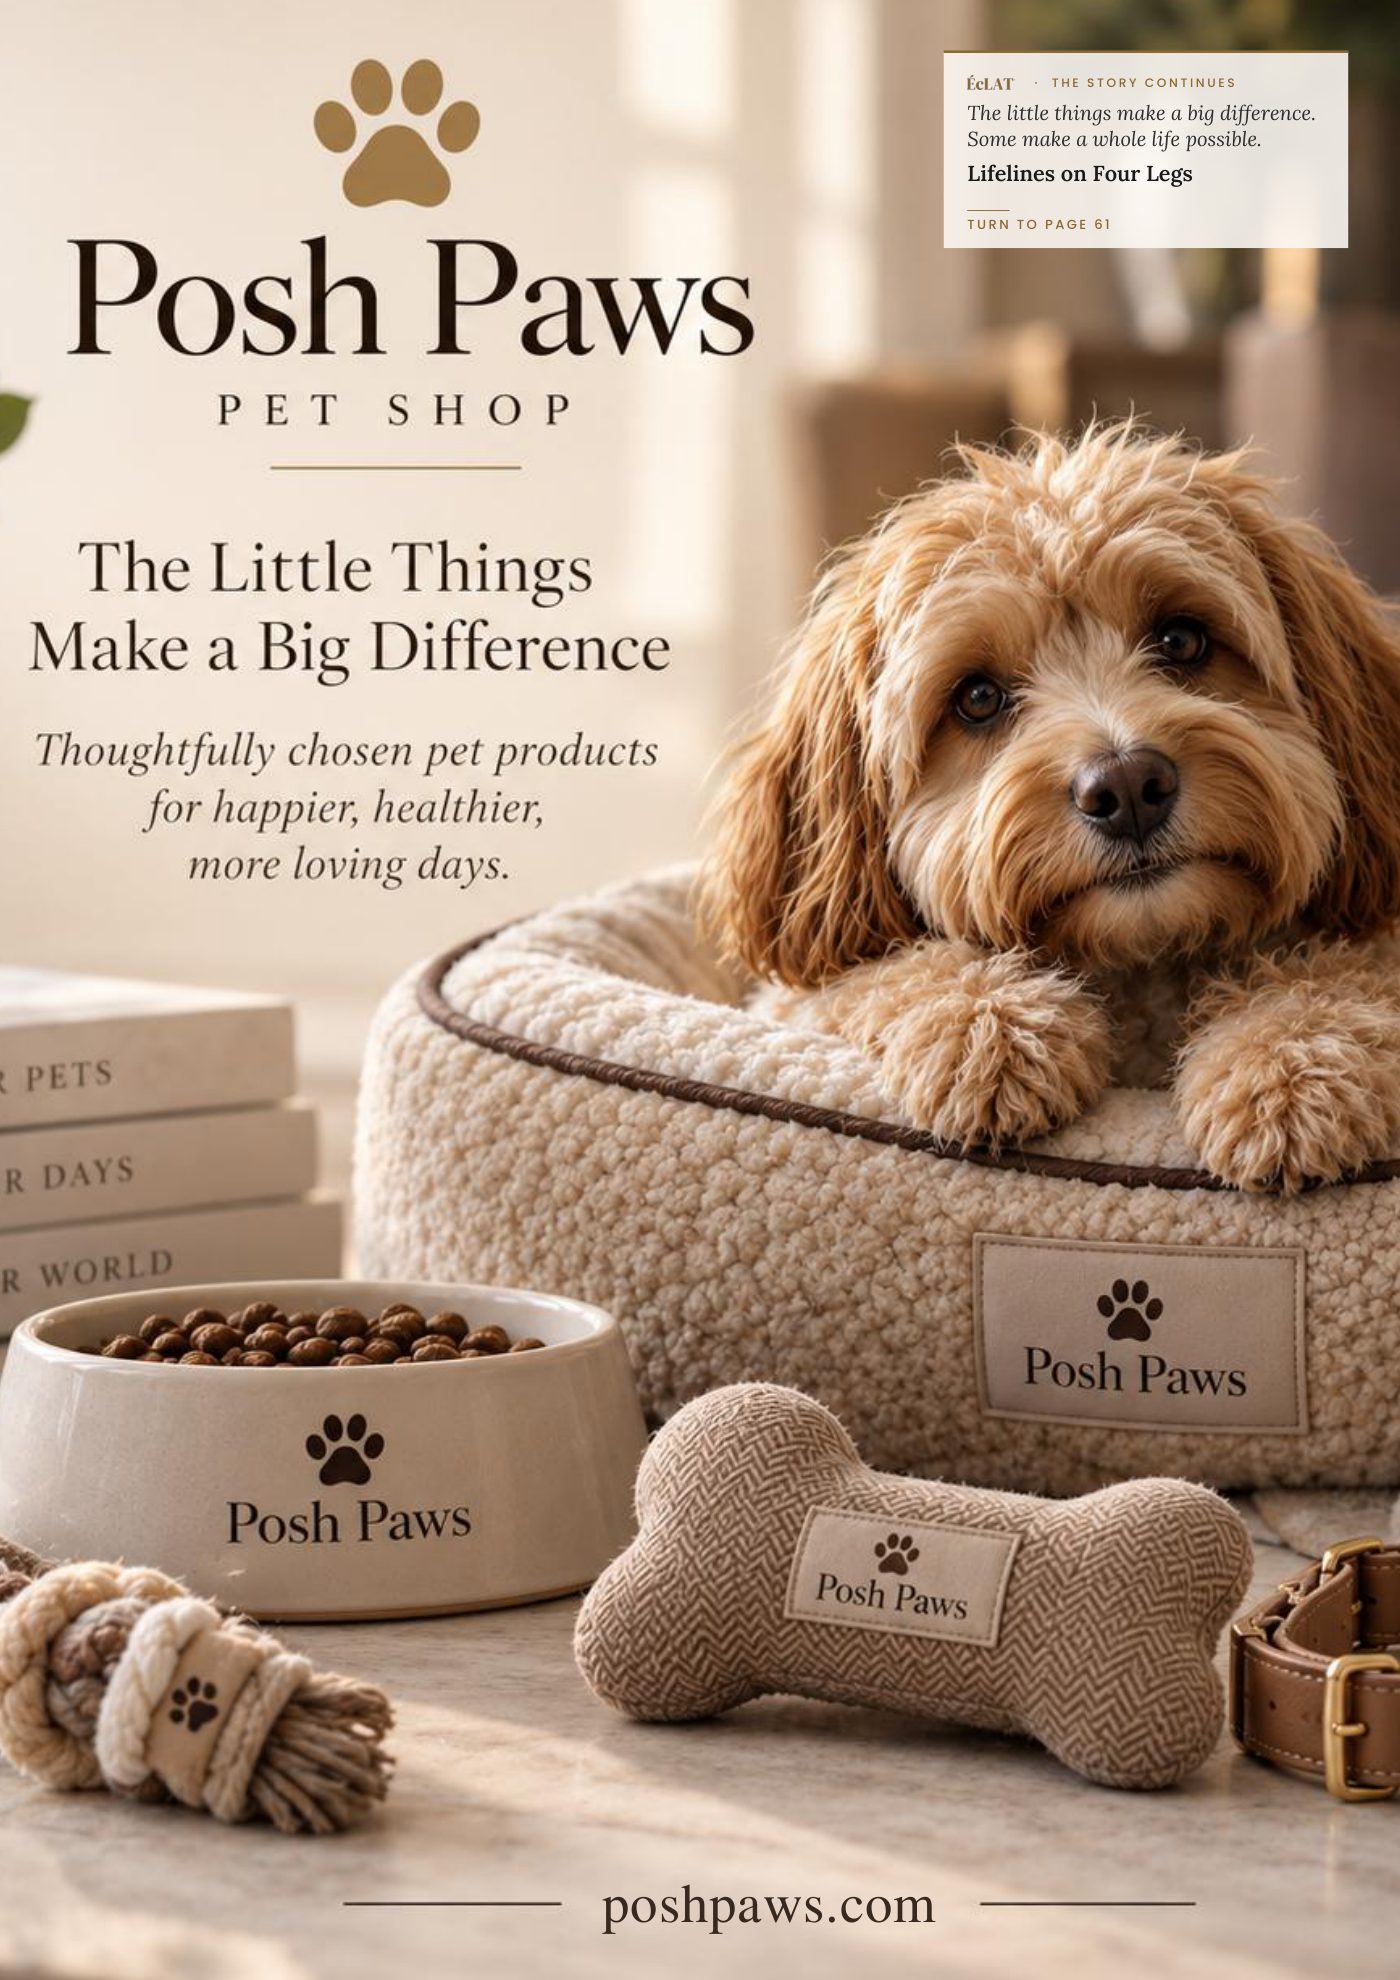 ÉcLAT · THE STORY CONTINUES
The little things make a big difference.
Some make a whole life possible.
Lifelines on Four Legs
TURN TO PAGE 61
Posh Paws
PET SHOP
The Little Things
Make a Big Difference
Thoughtfully chosen pet products
for happier, healthier,
more loving days.
R PETS
R DAYS
R WORLD
Posh Paws
Posh Paws
Posh Paws
poshpaws.com